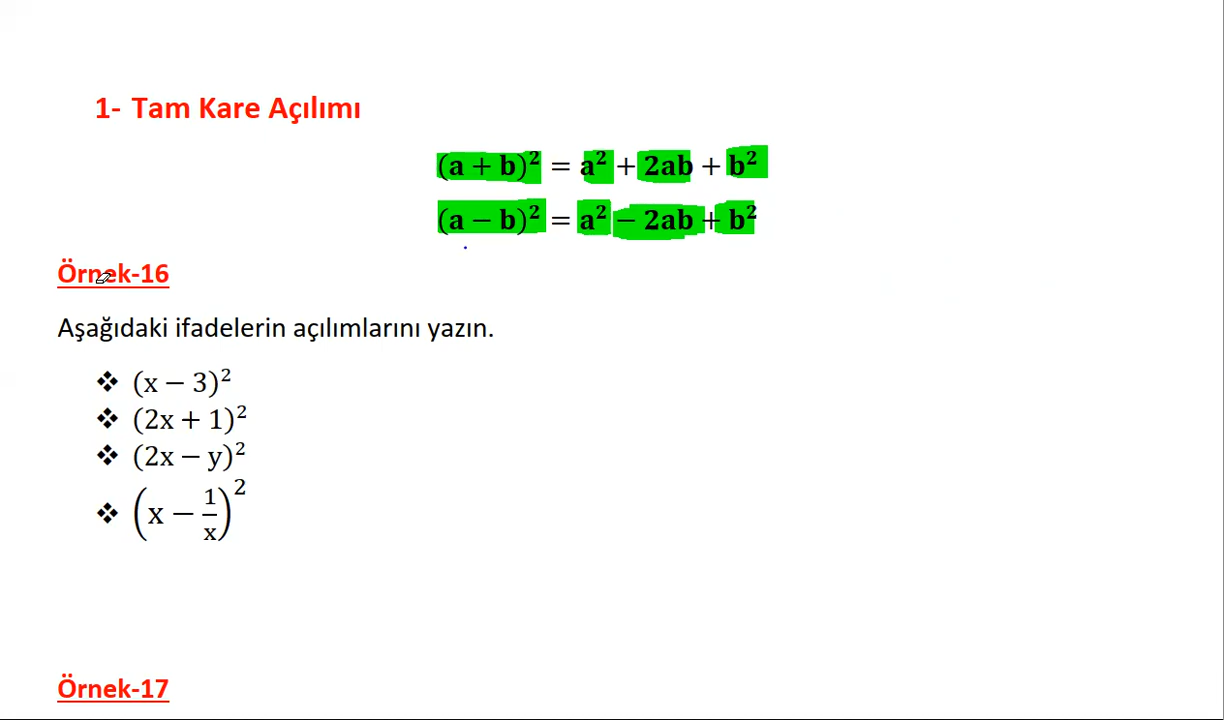 1- Tam Kare Açılımı
(a + b)² = a² + 2ab + b²
(a − b)² = a² − 2ab + b²
Örnek-16
Aşağıdaki ifadelerin açılımlarını yazın.
❖ (x − 3)²
❖ (2x + 1)²
❖ (2x − y)²
❖ (x − 1/x)²
Örnek-17